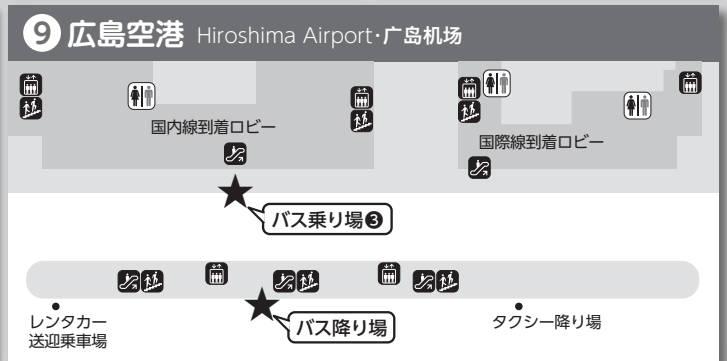 ❾ 広島空港 Hiroshima Airport・广岛机场
国内線到着ロビー
国際線到着ロビー
バス乗り場❸
レンタカー
送迎乗車場
バス降り場
タクシー降り場